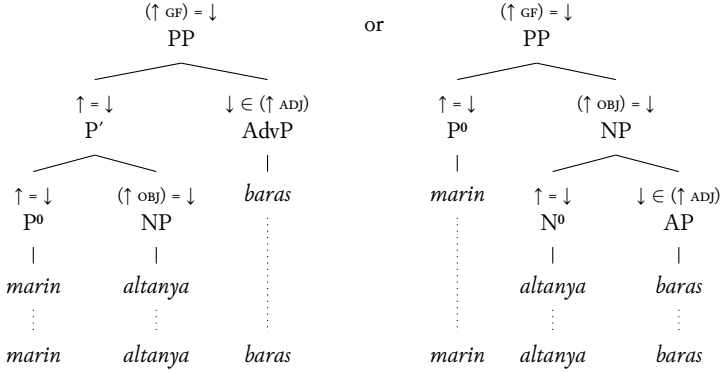 (↑ GF) = ↓ or (↑ GF) = ↓
PP PP
↑ = ↓ ↓ ∈ (↑ ADJ) ↑ = ↓ (↑ OBJ) = ↓
P′ AdvP P⁰ NP
↑ = ↓ (↑ OBJ) = ↓ baras marin ↑ = ↓ ↓ ∈ (↑ ADJ)
P⁰ NP N⁰ AP
marin altanya altanya baras
marin altanya baras marin altanya baras